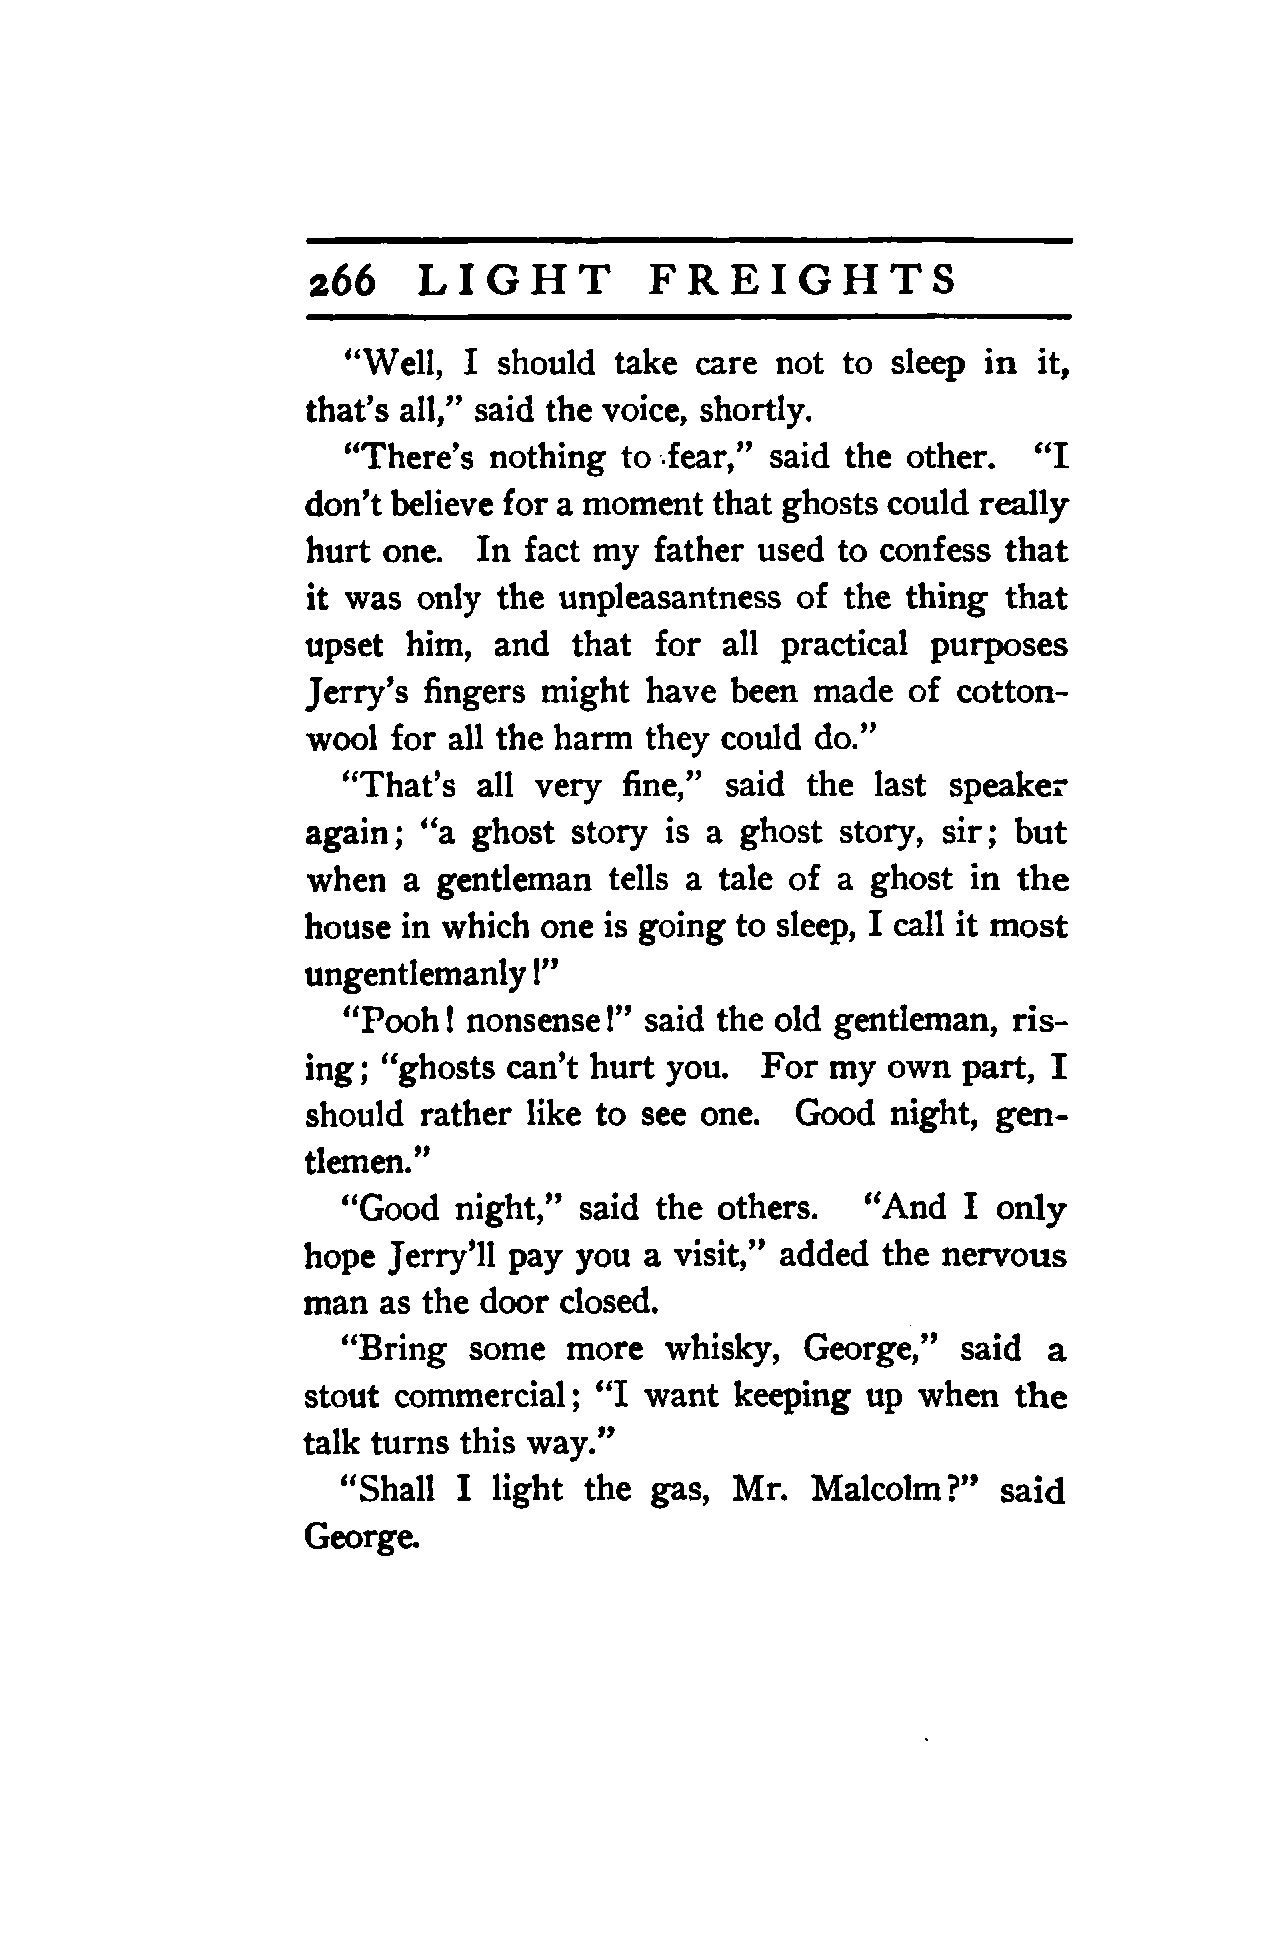 266 LIGHT FREIGHTS
“Well, I should take care not to sleep in it,
that’s all,” said the voice, shortly.
“There’s nothing to fear,” said the other. “I
don’t believe for a moment that ghosts could really
hurt one. In fact my father used to confess that
it was only the unpleasantness of the thing that
upset him, and that for all practical purposes
Jerry’s fingers might have been made of cotton-
wool for all the harm they could do.”
“That’s all very fine,” said the last speaker
again; “a ghost story is a ghost story, sir; but
when a gentleman tells a tale of a ghost in the
house in which one is going to sleep, I call it most
ungentlemanly!”
“Pooh! nonsense!” said the old gentleman, ris-
ing; “ghosts can’t hurt you. For my own part, I
should rather like to see one. Good night, gen-
tlemen.”
“Good night,” said the others. “And I only
hope Jerry’ll pay you a visit,” added the nervous
man as the door closed.
“Bring some more whisky, George,” said a
stout commercial; “I want keeping up when the
talk turns this way.”
“Shall I light the gas, Mr. Malcolm?” said
George.